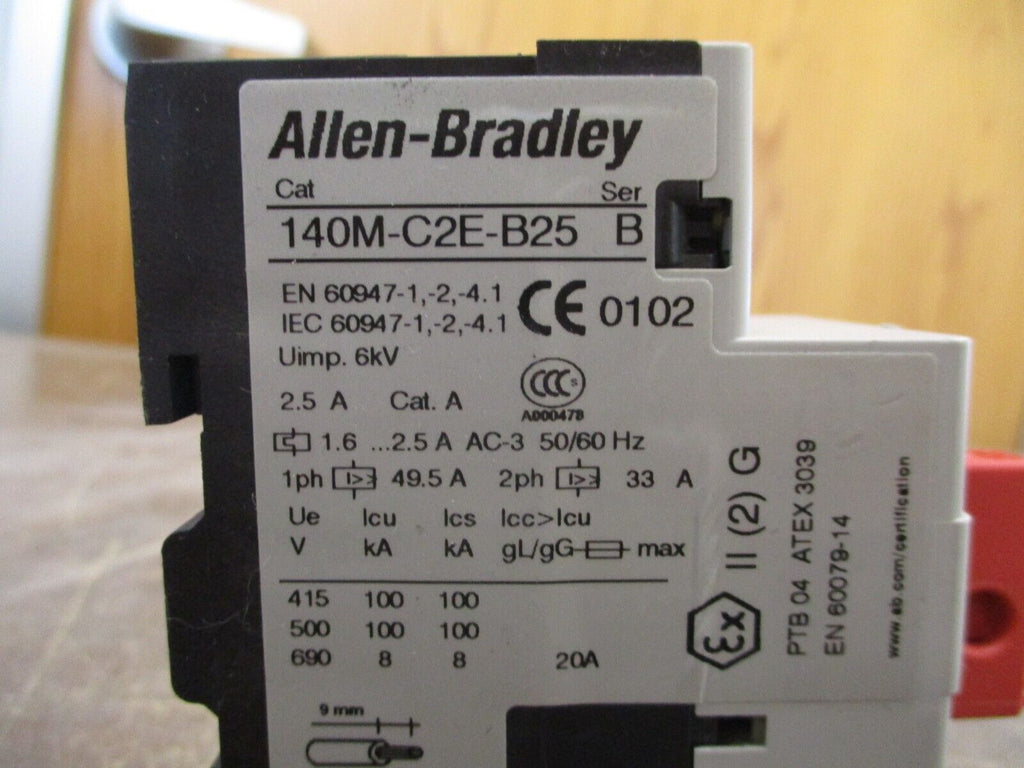 Allen-Bradley
Cat Ser
140M-C2E-B25 B
EN 60947-1,-2,-4.1
IEC 60947-1,-2,-4.1
CE 0102
Uimp. 6kV
CCC S
A000478
2.5 A Cat. A
1.6 ...2.5 A AC-3 50/60 Hz
1ph I> 49.5 A 2ph I> 33 A
Ue Icu Ics Icc>Icu
V kA kA gL/gG max
415 100 100
500 100 100
690 8 8 20A
9 mm
Ex II (2) G
PTB 04 ATEX 3039
EN 60079-14
www.ab.com/certification